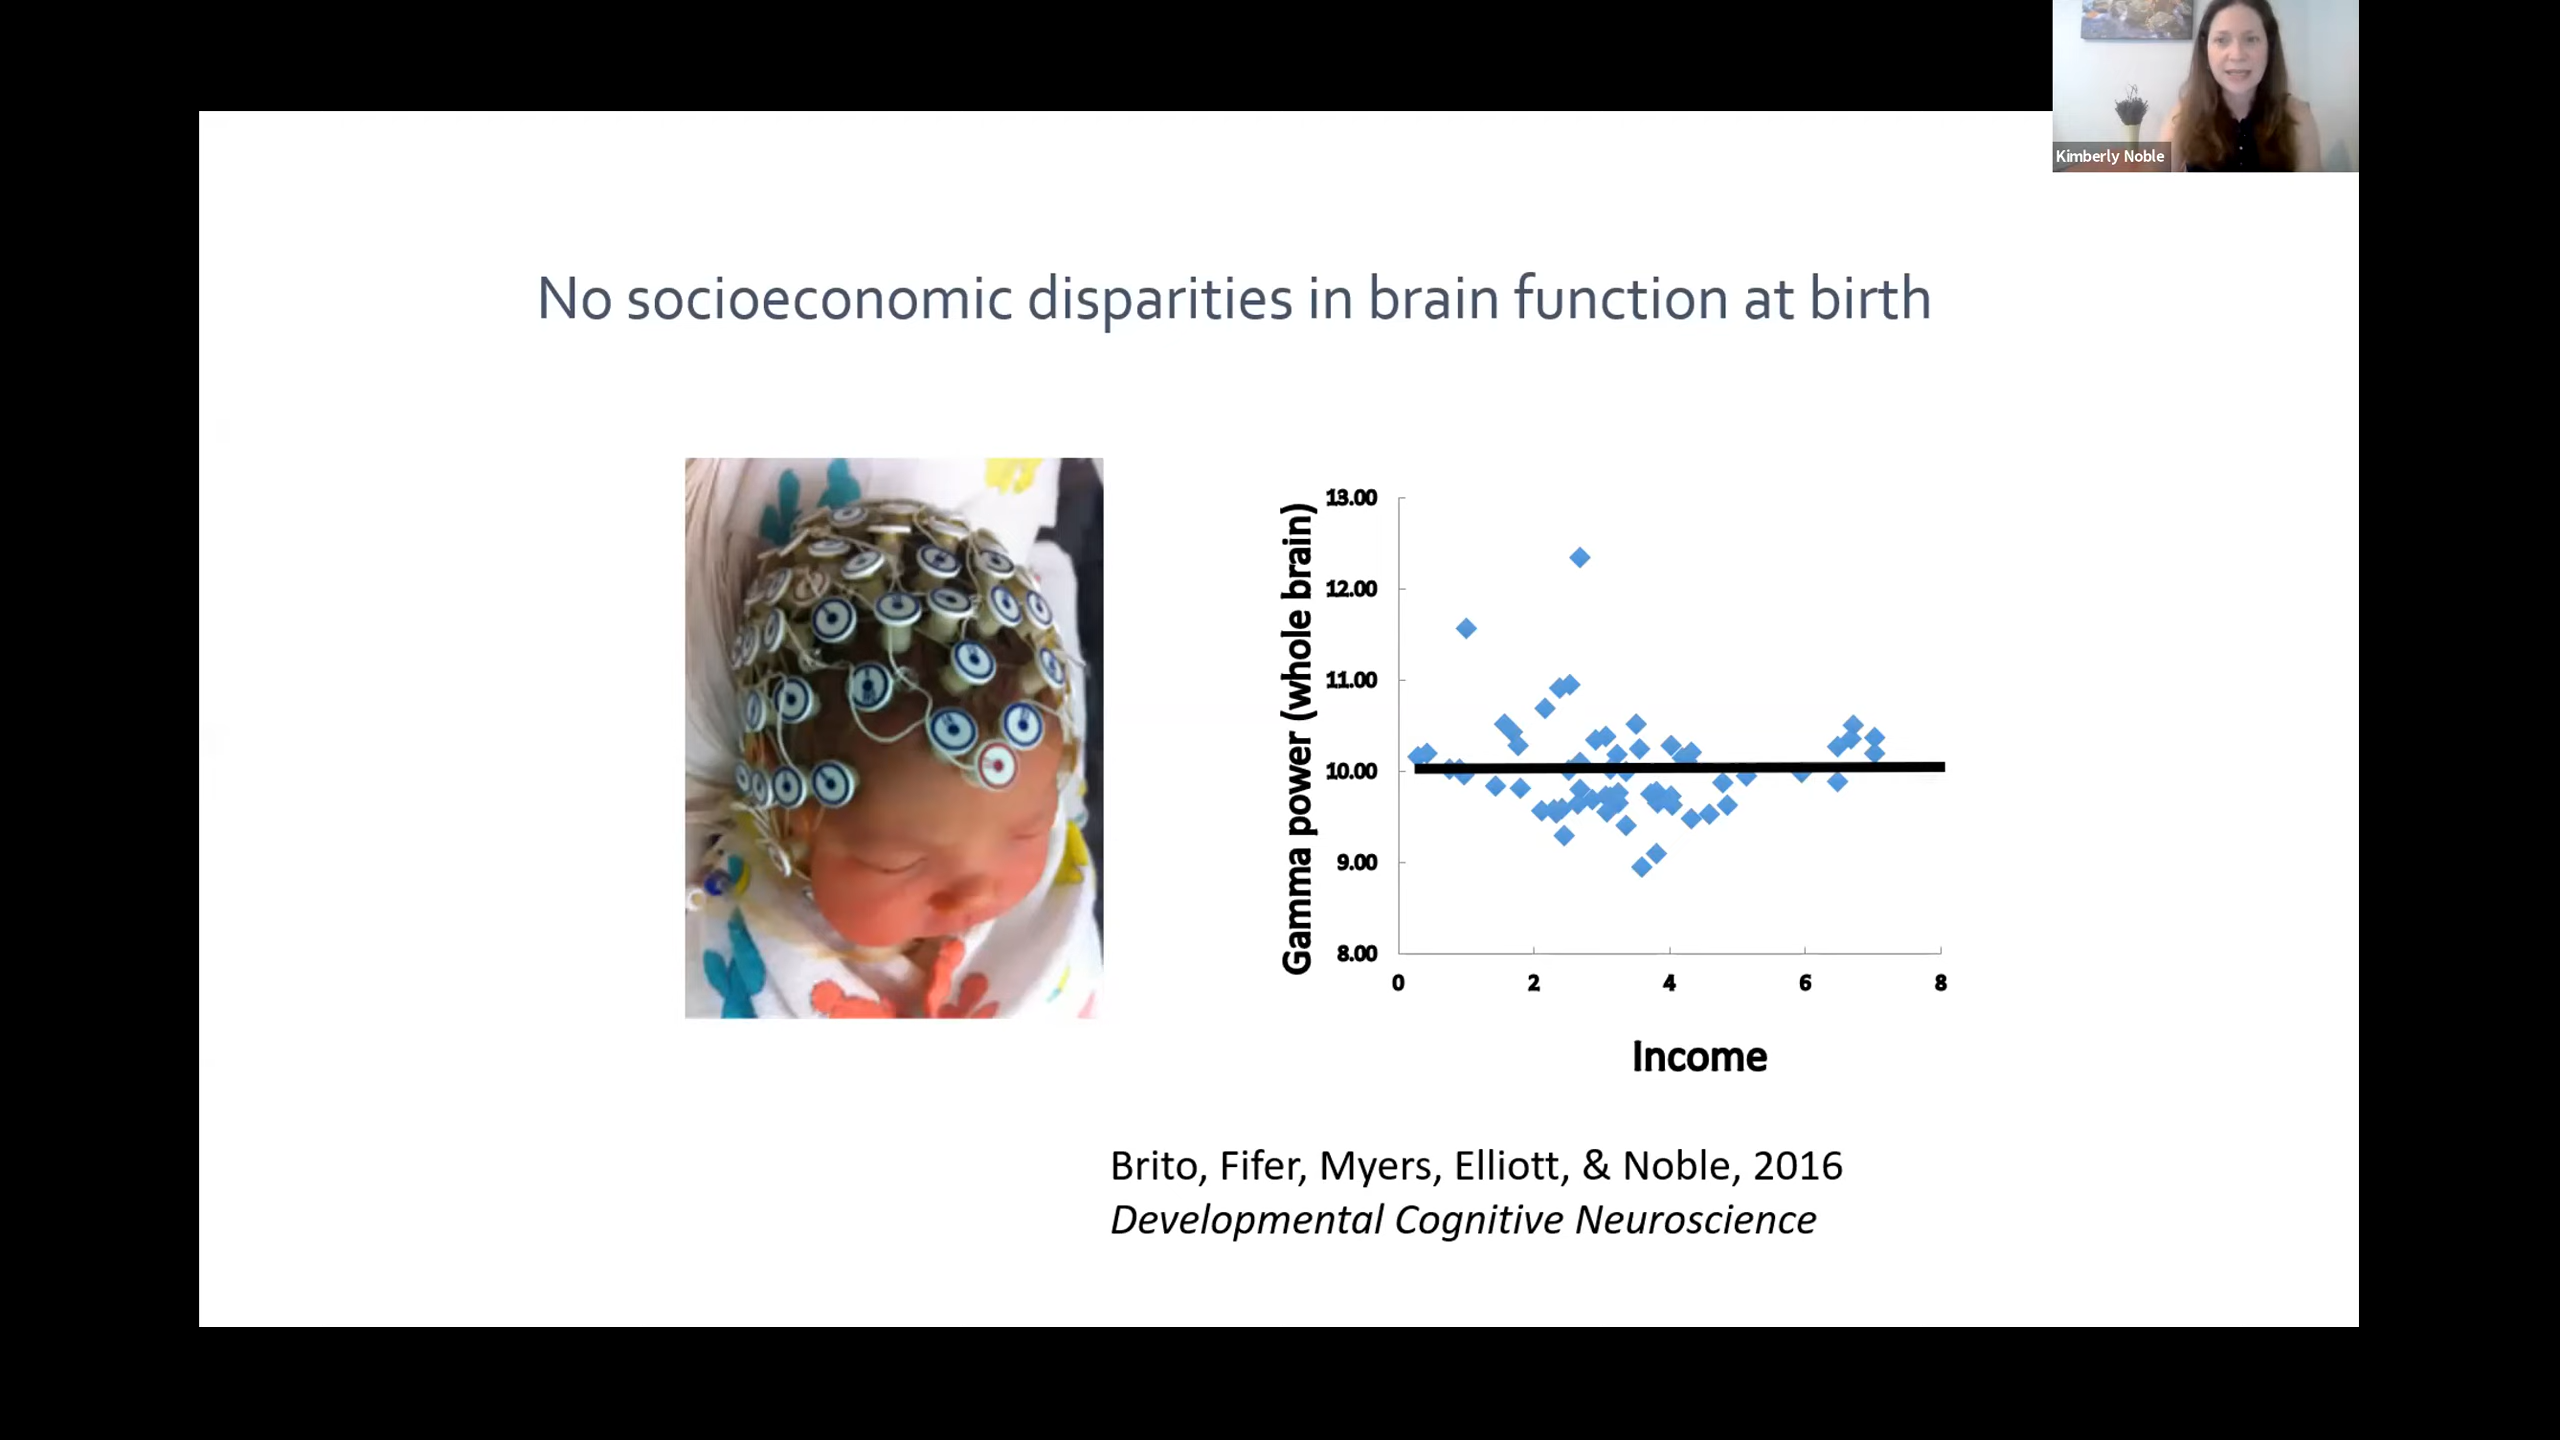 Kimberly Noble
No socioeconomic disparities in brain function at birth
Gamma power (whole brain)
13.00
12.00
11.00
10.00
9.00
8.00
0 2 4 6 8
Income
Brito, Fifer, Myers, Elliott, & Noble, 2016
Developmental Cognitive Neuroscience